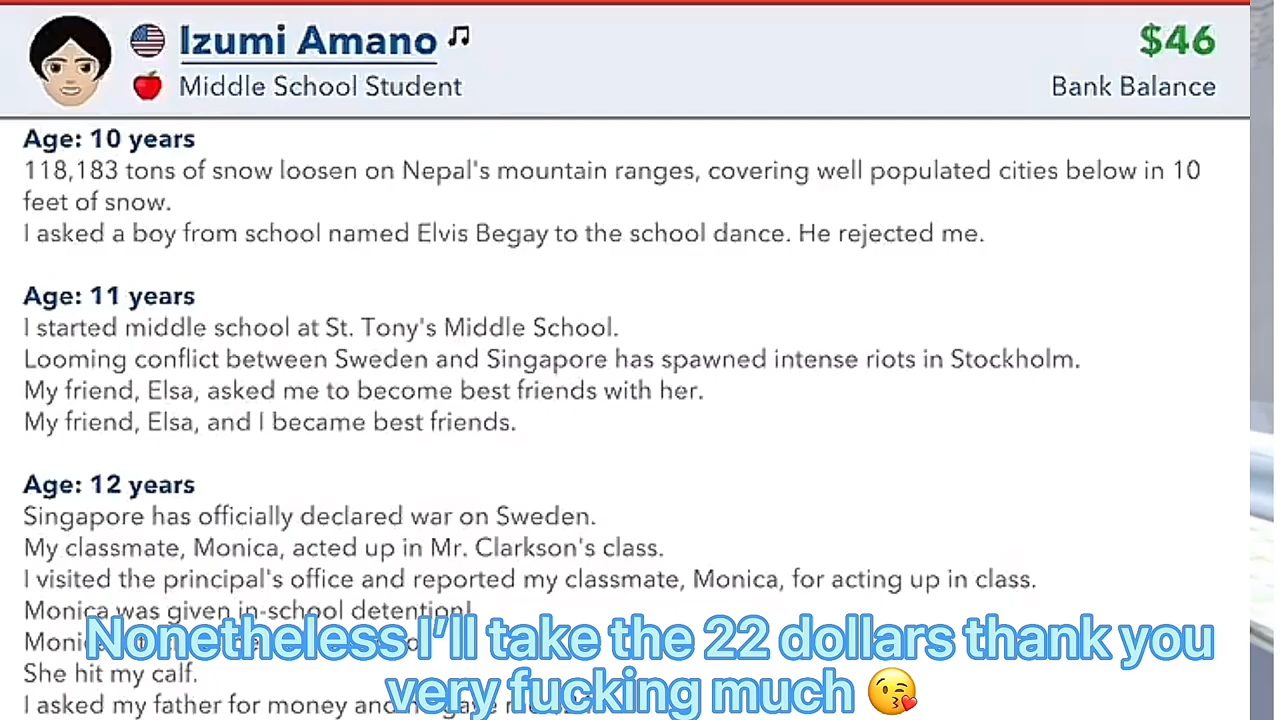 Izumi Amano
$46
Middle School Student
Bank Balance
Age: 10 years
118,183 tons of snow loosen on Nepal's mountain ranges, covering well populated cities below in 10
feet of snow.
I asked a boy from school named Elvis Begay to the school dance. He rejected me.
Age: 11 years
I started middle school at St. Tony's Middle School.
Looming conflict between Sweden and Singapore has spawned intense riots in Stockholm.
My friend, Elsa, asked me to become best friends with her.
My friend, Elsa, and I became best friends.
Age: 12 years
Singapore has officially declared war on Sweden.
My classmate, Monica, acted up in Mr. Clarkson's class.
I visited the principal's office and reported my classmate, Monica, for acting up in class.
Monica was given in-school detention!
Nonetheless I'll take the 22 dollars thank you
She hit my calf.
very fucking much 😘
I asked my father for money and